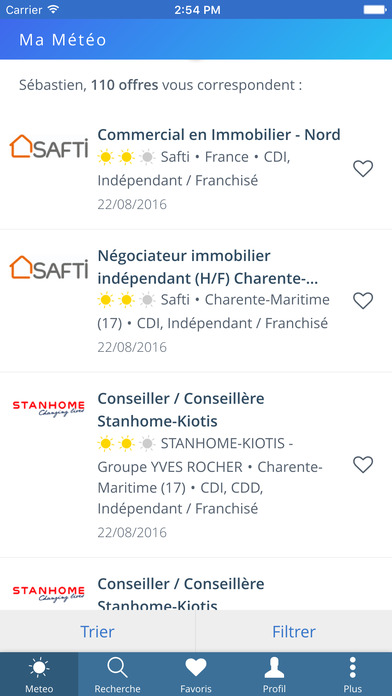 Carrier 2:54 PM
Ma Météo
Sébastien, 110 offres vous correspondent :
SAFTI
Commercial en Immobilier - Nord
Safti • France • CDI,
Indépendant / Franchisé
22/08/2016
SAFTI
Négociateur immobilier
indépendant (H/F) Charente-...
Safti • Charente-Maritime
(17) • CDI, Indépendant / Franchisé
22/08/2016
STANHOME
Changing lives
Conseiller / Conseillère
Stanhome-Kiotis
STANHOME-KIOTIS -
Groupe YVES ROCHER • Charente-
Maritime (17) • CDI, CDD,
Indépendant / Franchisé
22/08/2016
STANHOME
Changing lives
Conseiller / Conseillère
Stanhome-Kiotis
Trier Filtrer
Meteo Recherche Favoris Profil Plus